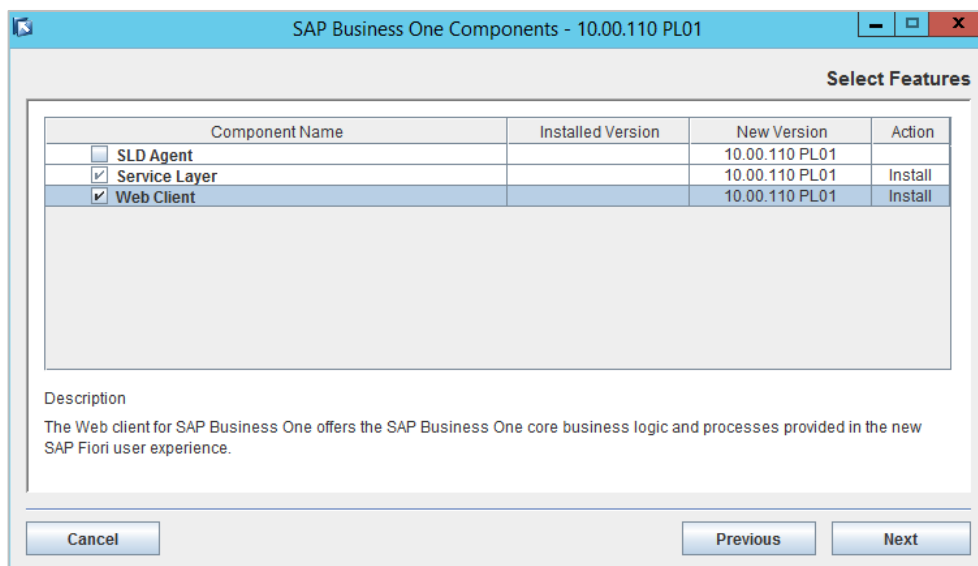 SAP Business One Components - 10.00.110 PL01
Select Features
Component Name Installed Version New Version Action
SLD Agent 10.00.110 PL01
Service Layer 10.00.110 PL01 Install
Web Client 10.00.110 PL01 Install
Description
The Web client for SAP Business One offers the SAP Business One core business logic and processes provided in the new
SAP Fiori user experience.
Cancel Previous Next